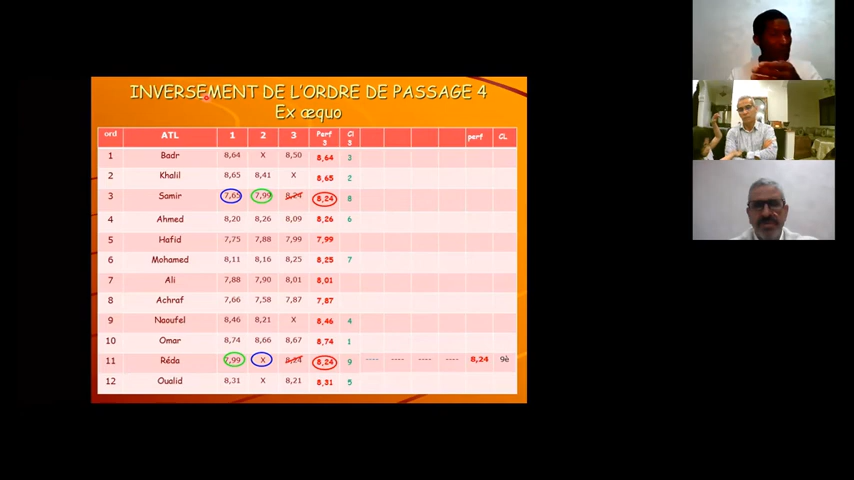 INVERSEMENT DE L'ORDRE DE PASSAGE 4
Ex æquo
ord ATL 1 2 3 Perf 3 Cl 3 perf CL
1 Badr 8,64 X 8,50 8,64 3
2 Khalil 8,65 8,41 X 8,65 2
3 Samir 7,65 7,99 8,24 8,24 8
4 Ahmed 8,20 8,26 8,09 8,26 6
5 Hafid 7,75 7,88 7,99 7,99
6 Mohamed 8,11 8,16 8,25 8,25 7
7 Ali 7,88 7,90 8,01 8,01
8 Achraf 7,66 7,58 7,87 7,87
9 Naoufel 8,46 8,21 X 8,46 4
10 Omar 8,74 8,66 8,67 8,74 1
11 Réda 7,99 X 8,24 8,24 9 ---- ---- ---- ---- 8,24 9è
12 Oualid 8,31 X 8,21 8,31 5